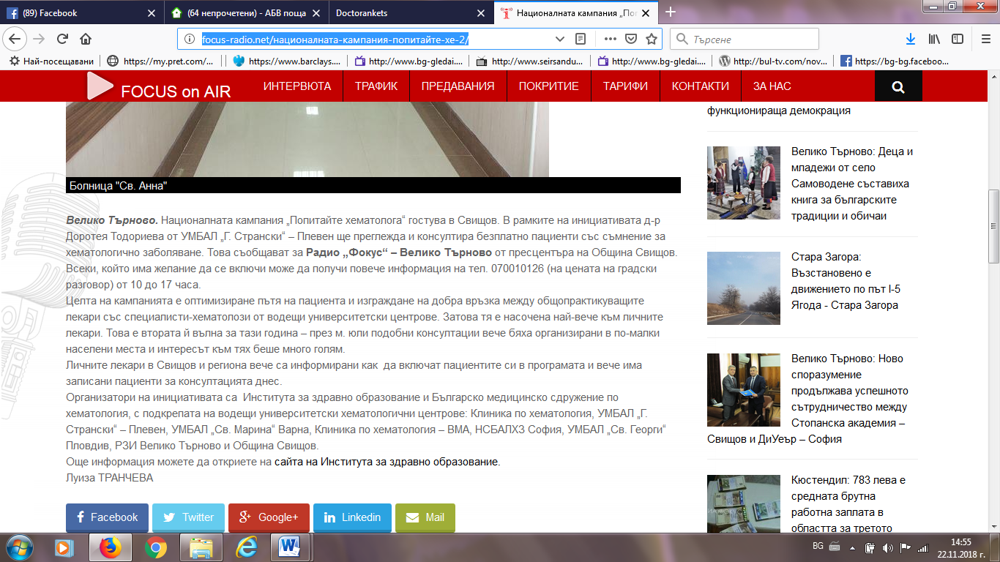 (89) Facebook
(64 непрочетени) - АБВ поща
Doctorankets
Националната кампания „Поп
focus-radio.net/националната-кампания-попитайте-хе-2/
Търсене
Най-посещавани
https://my.pret.com/...
https://www.barclays....
http://www.bg-gledai....
http://www.seirsandu...
http://www.bg-gledai....
http://bul-tv.com/nov...
https://bg-bg.faceboo...
FOCUS on AIR
ИНТЕРВЮТА
ТРАФИК
ПРЕДАВАНИЯ
ПОКРИТИЕ
ТАРИФИ
КОНТАКТИ
ЗА НАС
Болница "Св. Анна"
Велико Търново. Националната кампания „Попитайте хематолога“ гостува в Свищов. В рамките на инициативата д-р
Доротея Тодориева от УМБАЛ „Г. Странски“ – Плевен ще преглежда и консултира безплатно пациенти със съмнение за
хематологично заболяване. Това съобщават за Радио „Фокус“ – Велико Търново от пресцентъра на Община Свищов.
Всеки, който има желание да се включи може да получи повече информация на тел. 070010126 (на цената на градски
разговор) от 10 до 17 часа.
Целта на кампанията е оптимизиране пътя на пациента и изграждане на добра връзка между общопрактикуващите
лекари със специалисти-хематолози от водещи университетски центрове. Затова тя е насочена най-вече към личните
лекари. Това е втората й вълна за тази година – през м. юли подобни консултации вече бяха организирани в по-малки
населени места и интересът към тях беше много голям.
Личните лекари в Свищов и региона вече са информирани как  да включат пациентите си в програмата и вече има
записани пациенти за консултацията днес.
Организатори на инициативата са  Института за здравно образование и Българско медицинско сдружение по
хематология, с подкрепата на водещи университетски хематологични центрове: Клиника по хематология, УМБАЛ „Г.
Странски“ – Плевен, УМБАЛ „Св. Марина“ Варна, Клиника по хематология – ВМА, НСБАЛХЗ София, УМБАЛ „Св. Георги“
Пловдив, РЗИ Велико Търново и Община Свищов.
Още информация можете да откриете на сайта на Института за здравно образование.
Луиза ТРАНЧЕВА
Facebook
Twitter
Google+
Linkedin
Mail
функционираща демокрация
Велико Търново: Деца и
младежи от село
Самоводене съставиха
книга за българските
традиции и обичаи
Стара Загора:
Възстановено е
движението по път I-5
Ягода - Стара Загора
Велико Търново: Ново
споразумение
продължава успешното
сътрудничество между
Стопанска академия –
Свищов и ДиУеър – София
Кюстендил: 783 лева е
средната брутна
работна заплата в
областта за третото
BG
14:55
22.11.2018 г.